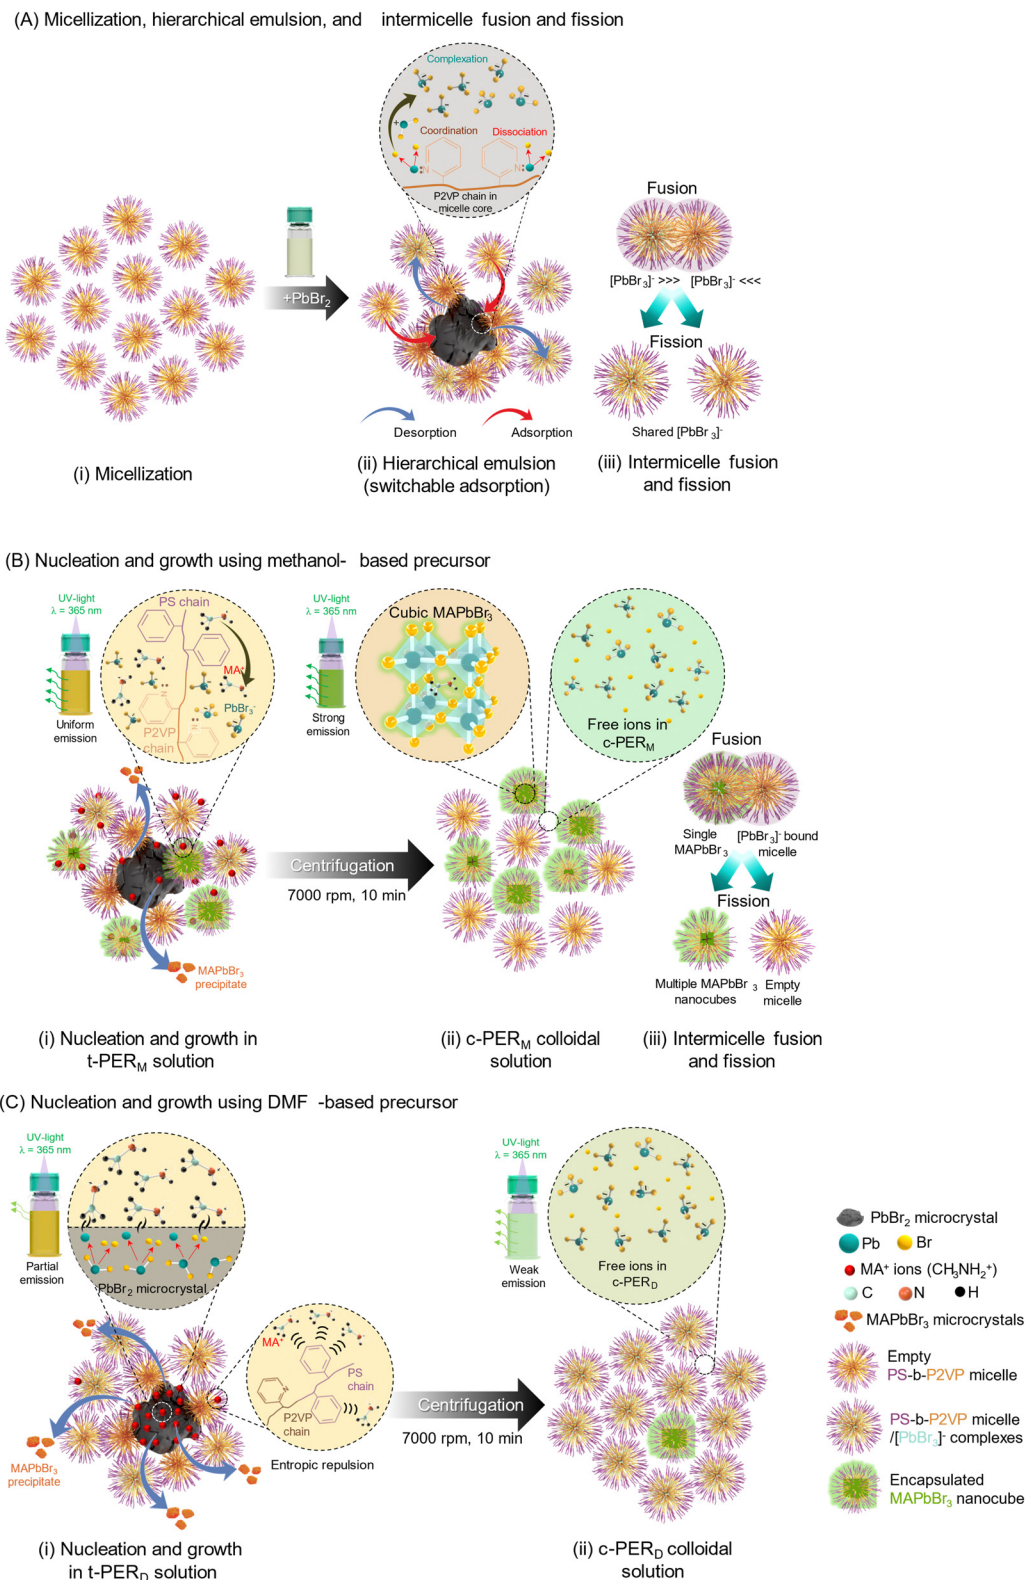 (A) Micellization, hierarchical emulsion, and intermicelle fusion and fission
Complexation
+
Coordination
Dissociation
N
N
P2VP chain in
micelle core
+PbBr2
Fusion
[PbBr3]- >>> [PbBr3]- <<<
Fission
Shared [PbBr3]-
Desorption
Adsorption
(i) Micellization
(ii) Hierarchical emulsion
(switchable adsorption)
(iii) Intermicelle fusion
and fission
(B) Nucleation and growth using methanol- based precursor
UV-light
λ = 365 nm
Uniform
emission
PS chain
MA+
PbBr3-
P2VP
chain
UV-light
λ = 365 nm
Strong
emission
Cubic MAPbBr3
Free ions in
c-PERM
MAPbBr3
precipitate
Centrifugation
7000 rpm, 10 min
Fusion
Single
MAPbBr3
[PbBr3]- bound
micelle
Fission
Multiple MAPbBr3
nanocubes
Empty
micelle
(i) Nucleation and growth in
t-PERM solution
(ii) c-PERM colloidal
solution
(iii) Intermicelle fusion
and fission
(C) Nucleation and growth using DMF -based precursor
UV-light
λ = 365 nm
Partial
emission
PbBr2 microcrystal
MA+
PS
chain
P2VP
chain
Entropic repulsion
MAPbBr3
precipitate
Centrifugation
7000 rpm, 10 min
UV-light
λ = 365 nm
Weak
emission
Free ions in
c-PERD
(i) Nucleation and growth
in t-PERD solution
(ii) c-PERD colloidal
solution
PbBr2 microcrystal
Pb Br
MA+ ions (CH3NH2+)
C N H
MAPbBr3 microcrystals
Empty
PS-b-P2VP micelle
PS-b-P2VP micelle
/[PbBr3]- complexes
Encapsulated
MAPbBr3 nanocube